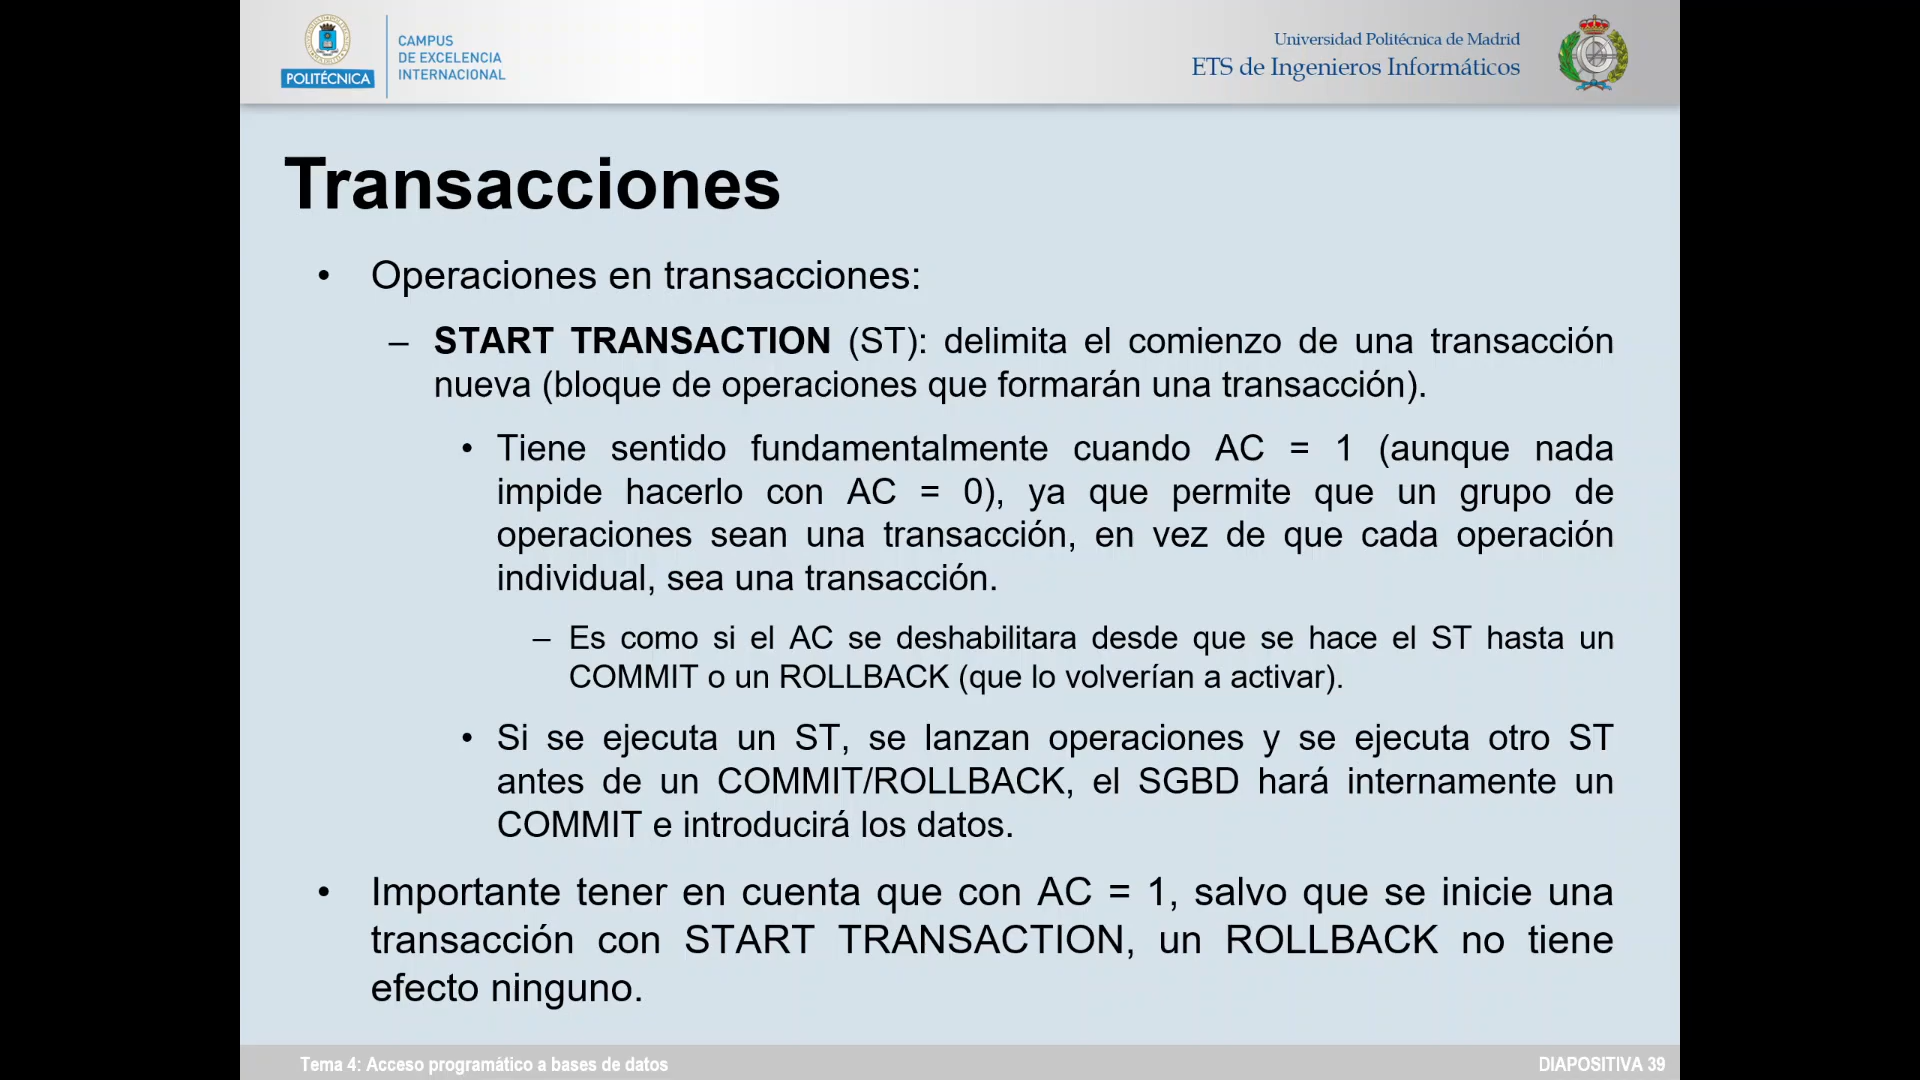 POLITÉCNICA
CAMPUS
DE EXCELENCIA
INTERNACIONAL
Universidad Politécnica de Madrid
ETS de Ingenieros Informáticos
Transacciones
• Operaciones en transacciones:
– START TRANSACTION (ST): delimita el comienzo de una transacción
nueva (bloque de operaciones que formarán una transacción).
• Tiene sentido fundamentalmente cuando AC = 1 (aunque nada
impide hacerlo con AC = 0), ya que permite que un grupo de
operaciones sean una transacción, en vez de que cada operación
individual, sea una transacción.
– Es como si el AC se deshabilitara desde que se hace el ST hasta un
COMMIT o un ROLLBACK (que lo volverían a activar).
• Si se ejecuta un ST, se lanzan operaciones y se ejecuta otro ST
antes de un COMMIT/ROLLBACK, el SGBD hará internamente un
COMMIT e introducirá los datos.
• Importante tener en cuenta que con AC = 1, salvo que se inicie una
transacción con START TRANSACTION, un ROLLBACK no tiene
efecto ninguno.
Tema 4: Acceso programático a bases de datos
DIAPOSITIVA 39